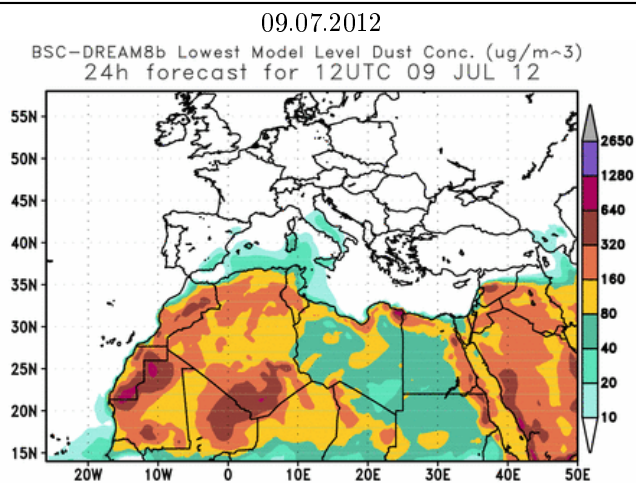 09.07.2012
BSC-DREAM8b Lowest Model Level Dust Conc. (ug/m^3)
24h forecast for 12UTC 09 JUL 12
55N
50N
45N
40N
35N
30N
25N
20N
15N
20W 10W 0 10E 20E 30E 40E 50E
2650
1280
640
320
160
80
40
20
10